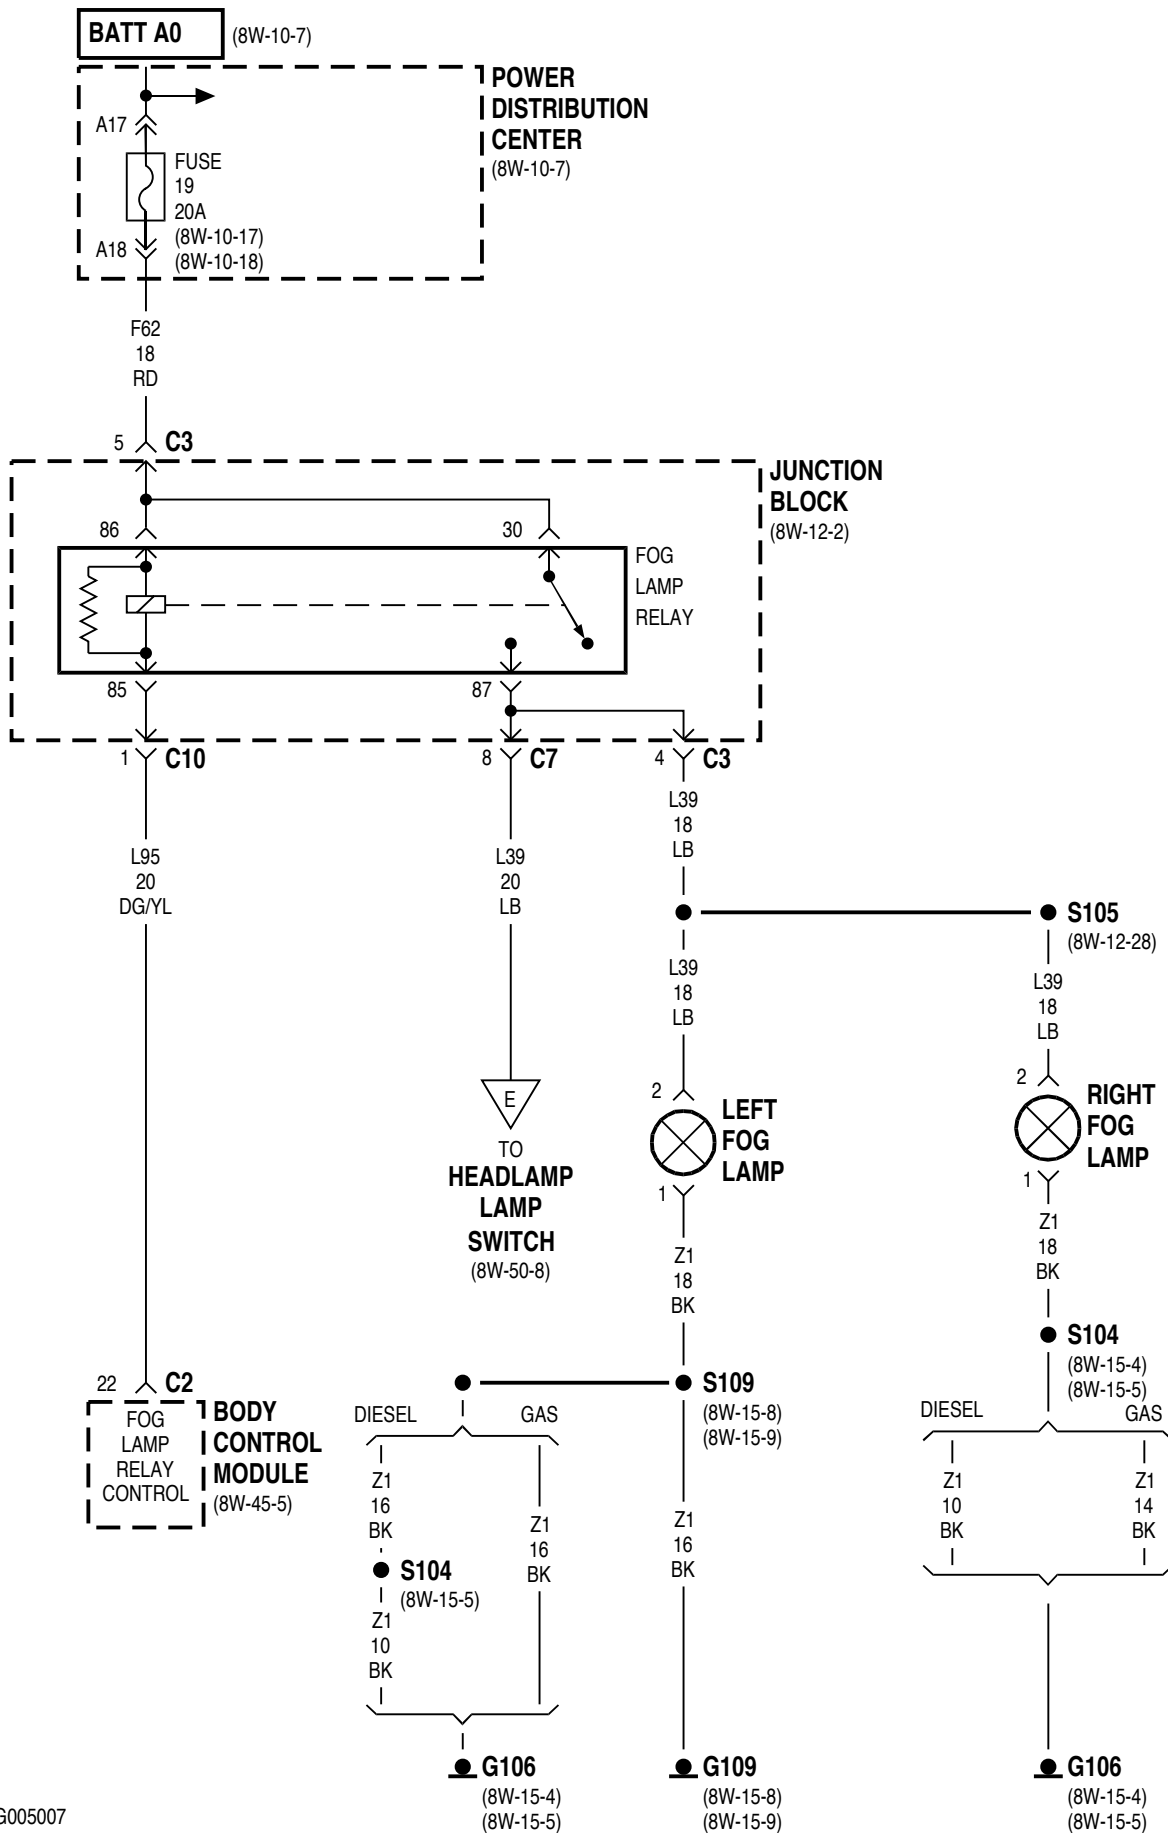 BATT A0 (8W-10-7)
POWER
DISTRIBUTION
CENTER
(8W-10-7)
A17
FUSE
19
20A
(8W-10-17)
(8W-10-18)
A18
F62
18
RD
5 C3
JUNCTION
BLOCK
(8W-12-2)
86 30
FOG
LAMP
RELAY
85 87
1 C10 8 C7 4 C3
L39
18
LB
L95
20
DG/YL
L39
20
LB
S105
(8W-12-28)
L39
18
LB
L39
18
LB
E
TO
HEADLAMP
LAMP
SWITCH
(8W-50-8)
2
LEFT
FOG
LAMP
1
2
RIGHT
FOG
LAMP
1
Z1
18
BK
Z1
18
BK
S104
(8W-15-4)
(8W-15-5)
22 C2
FOG
LAMP
RELAY
CONTROL
BODY
CONTROL
MODULE
(8W-45-5)
S109
(8W-15-8)
(8W-15-9)
DIESEL GAS
Z1
16
BK
S104
(8W-15-5)
Z1
10
BK
Z1
16
BK
Z1
16
BK
DIESEL GAS
Z1
10
BK
Z1
14
BK
G106
(8W-15-4)
(8W-15-5)
G109
(8W-15-8)
(8W-15-9)
G106
(8W-15-4)
(8W-15-5)
G005007